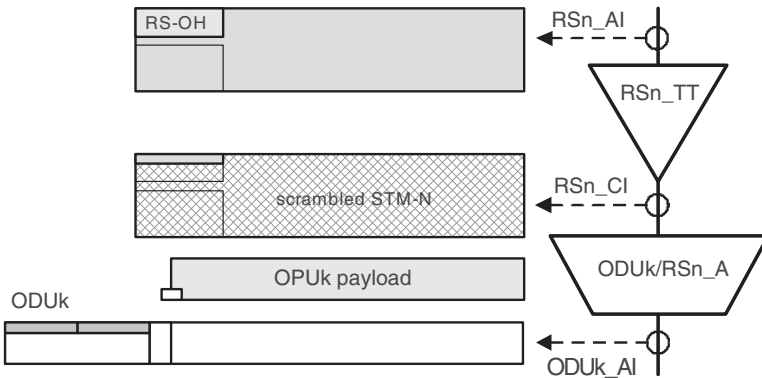 RS-OH
RSn_AI
RSn_TT
RSn_CI
scrambled STM-N
ODUk/RSn_A
OPUk payload
ODUk
ODUk_AI